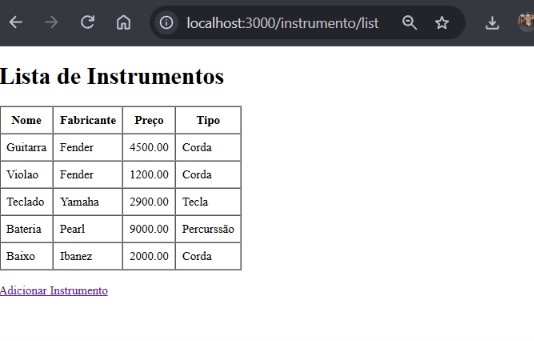 localhost:3000/instrumento/list
Lista de Instrumentos
Nome Fabricante Preço Tipo
Guitarra Fender 4500.00 Corda
Violao Fender 1200.00 Corda
Teclado Yamaha 2900.00 Tecla
Bateria Pearl 9000.00 Percurssão
Baixo Ibanez 2000.00 Corda
Adicionar Instrumento